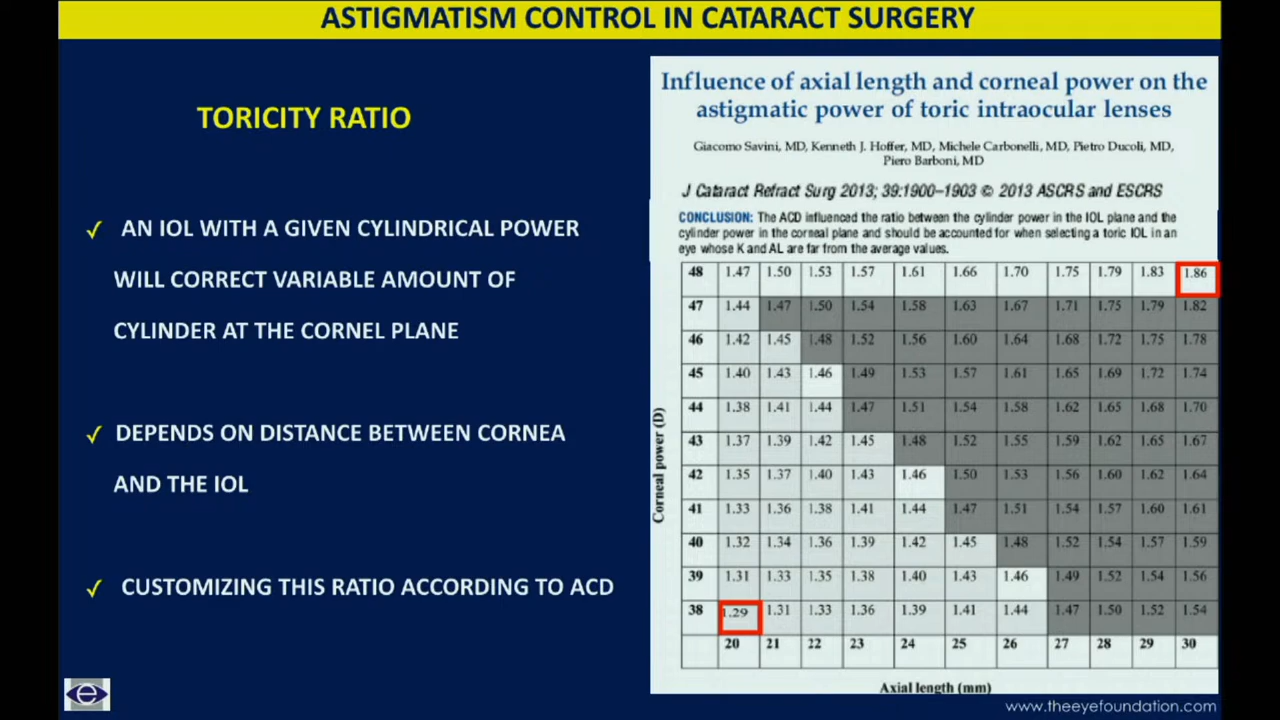 ASTIGMATISM CONTROL IN CATARACT SURGERY
TORICITY RATIO
✓ AN IOL WITH A GIVEN CYLINDRICAL POWER
WILL CORRECT VARIABLE AMOUNT OF
CYLINDER AT THE CORNEL PLANE
✓ DEPENDS ON DISTANCE BETWEEN CORNEA
AND THE IOL
✓ CUSTOMIZING THIS RATIO ACCORDING TO ACD
Influence of axial length and corneal power on the
astigmatic power of toric intraocular lenses
Giacomo Savini, MD, Kenneth J. Hoffer, MD, Michele Carbonelli, MD, Pietro Ducoli, MD,
Piero Barboni, MD
J Cataract Refract Surg 2013; 39:1900–1903 © 2013 ASCRS and ESCRS
CONCLUSION: The ACD influenced the ratio between the cylinder power in the IOL plane and the
cylinder power in the corneal plane and should be accounted for when selecting a toric IOL in an
eye whose K and AL are far from the average values.
Corneal power (D)
48 1.47 1.50 1.53 1.57 1.61 1.66 1.70 1.75 1.79 1.83 1.86
47 1.44 1.47 1.50 1.54 1.58 1.63 1.67 1.71 1.75 1.79 1.82
46 1.42 1.45 1.48 1.52 1.56 1.60 1.64 1.68 1.72 1.75 1.78
45 1.40 1.43 1.46 1.49 1.53 1.57 1.61 1.65 1.69 1.72 1.74
44 1.38 1.41 1.44 1.47 1.51 1.54 1.58 1.62 1.65 1.68 1.70
43 1.37 1.39 1.42 1.45 1.48 1.52 1.55 1.59 1.62 1.65 1.67
42 1.35 1.37 1.40 1.43 1.46 1.50 1.53 1.56 1.60 1.62 1.64
41 1.33 1.36 1.38 1.41 1.44 1.47 1.51 1.54 1.57 1.60 1.61
40 1.32 1.34 1.36 1.39 1.42 1.45 1.48 1.52 1.54 1.57 1.59
39 1.31 1.33 1.35 1.38 1.40 1.43 1.46 1.49 1.52 1.54 1.56
38 1.29 1.31 1.33 1.36 1.39 1.41 1.44 1.47 1.50 1.52 1.54
20 21 22 23 24 25 26 27 28 29 30
Axial length (mm)
e
www.theeyefoundation.com